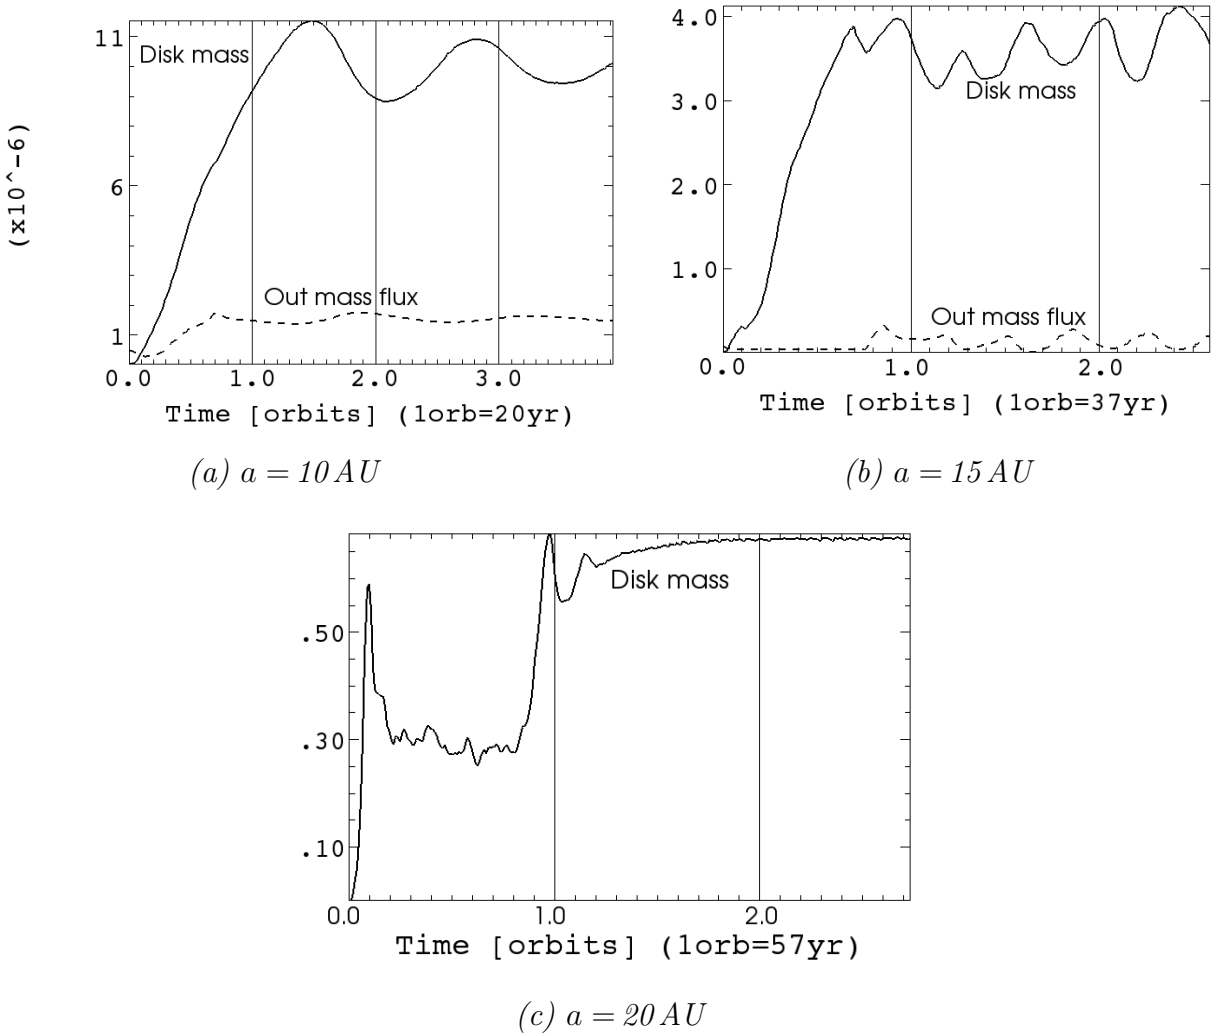 (x10^-6)
11
6
1
Disk mass
Out mass flux
0.0 1.0 2.0 3.0
Time [orbits] (1orb=20yr)
(a) a = 10 AU
4.0
3.0
2.0
1.0
Disk mass
Out mass flux
0.0 1.0 2.0
Time [orbits] (1orb=37yr)
(b) a = 15 AU
.50
.30
.10
Disk mass
0.0 1.0 2.0
Time [orbits] (1orb=57yr)
(c) a = 20 AU